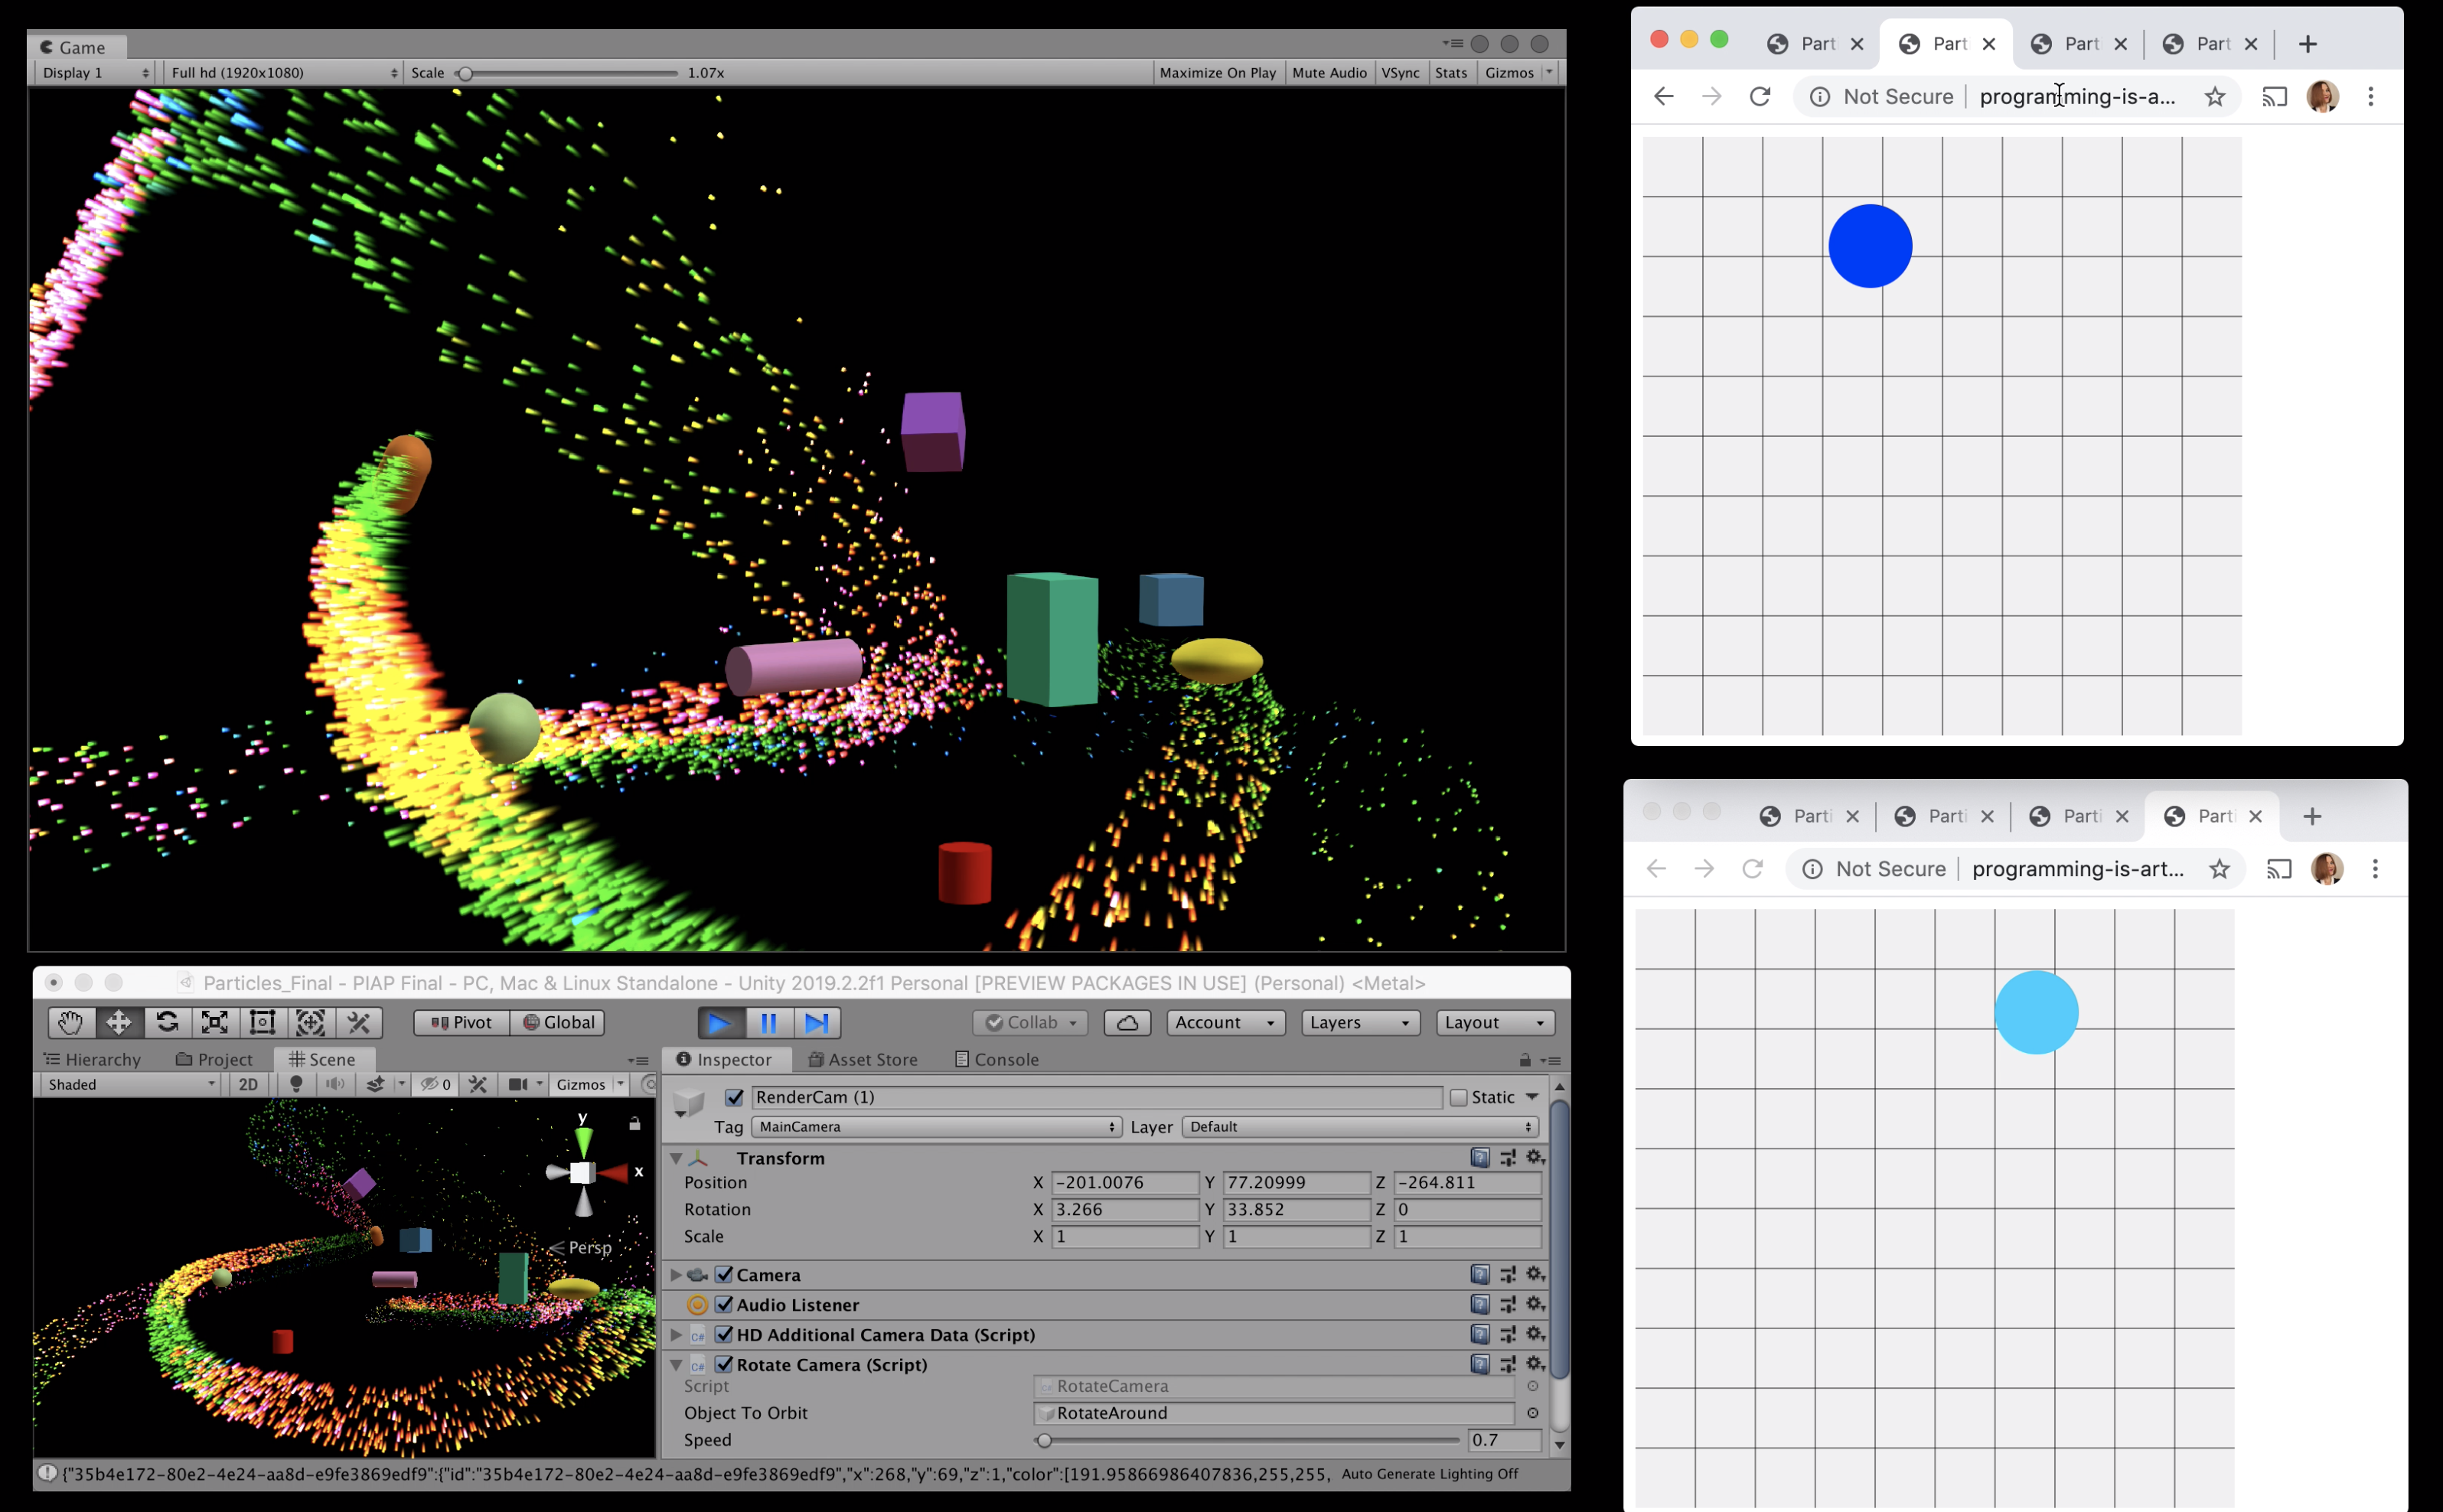 Game
Display 1 Full hd (1920x1080) Scale 1.07x Maximize On Play Mute Audio VSync Stats Gizmos
Part Part Part Part
Not Secure programming-is-a...
Particles_Final - PIAP Final - PC, Mac & Linux Standalone - Unity 2019.2.2f1 Personal [PREVIEW PACKAGES IN USE] (Personal) <Metal>
Pivot Global Collab Account Layers Layout
Hierarchy Project Scene Inspector Asset Store Console
Shaded 2D 0 Gizmos
RenderCam (1) Static
Tag MainCamera Layer Default
y
x
Persp
Transform
Position X -201.0076 Y 77.20999 Z -264.811
Rotation X 3.266 Y 33.852 Z 0
Scale X 1 Y 1 Z 1
Camera
Audio Listener
C# HD Additional Camera Data (Script)
C# Rotate Camera (Script)
Script RotateCamera
Object To Orbit RotateAround
Speed 0.7
{"35b4e172-80e2-4e24-aa8d-e9fe3869edf9":{"id":"35b4e172-80e2-4e24-aa8d-e9fe3869edf9","x":268,"y":69,"z":1,"color":[191.95866986407836,255,255, Auto Generate Lighting Off
Parti Parti Parti Parti
Not Secure programming-is-art...